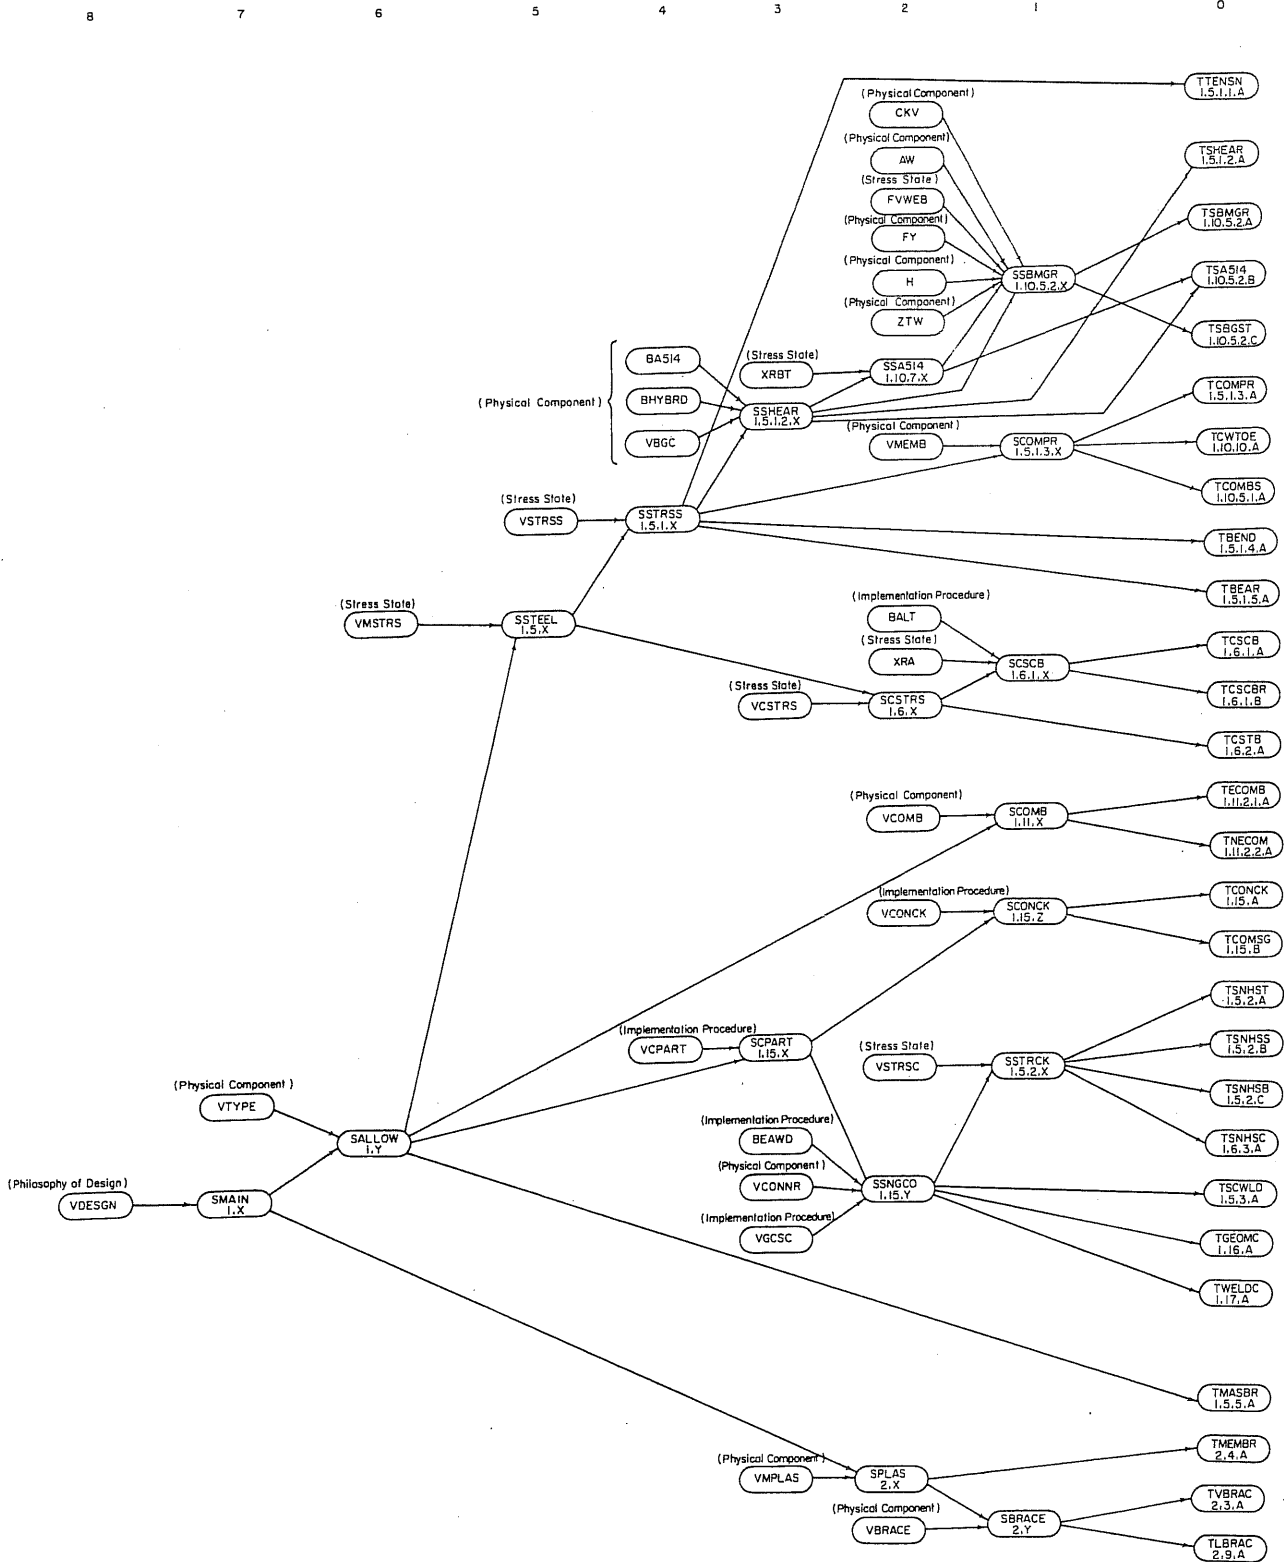 8 7 6 5 4 3 2 1 0
TTENSN
1.5.1.1.A
(Physical Component)
CKV
(Physical Component)
AW
TSHEAR
1.5.1.2.A
(Stress State)
FVWEB
(Physical Component)
FY
TSBMGR
1.10.5.2.A
(Physical Component)
H
SSBMGR
1.10.5.2.X
TSA514
1.10.5.2.B
(Physical Component)
ZTW
TSBGST
1.10.5.2.C
BA514
(Stress State)
XRBT
SSA514
1.10.7.X
(Physical Component)
BHYBRD
SSHEAR
1.5.1.2.X
TCOMPR
1.5.1.3.A
VBGC
(Physical Component)
VMEMB
SCOMPR
1.5.1.3.X
TCWTOE
1.10.10.A
TCOMBS
1.10.5.1.A
(Stress State)
VSTRSS
SSTRSS
1.5.1.X
TBEND
1.5.1.4.A
TBEAR
1.5.1.5.A
(Stress State)
VMSTRS
SSTEEL
1.5.X
(Implementation Procedure)
BALT
(Stress State)
XRA
SCSCB
1.6.1.X
TCSCB
1.6.1.A
TCSCBR
1.6.1.B
(Stress State)
VCSTRS
SCSTRS
1.6.X
TCSTB
1.6.2.A
(Physical Component)
VCOMB
SCOMB
1.11.X
TECOMB
1.11.2.1.A
TNECOM
1.11.2.2.A
(Implementation Procedure)
VCONCK
SCONCK
1.15.Z
TCONCK
1.15.A
TCOMSG
1.15.B
TSNHST
1.5.2.A
(Implementation Procedure)
VCPART
SCPART
1.15.X
(Stress State)
VSTRSC
SSTRCK
1.5.2.X
TSNHSS
1.5.2.B
TSNHSB
1.5.2.C
(Physical Component)
VTYPE
SALLOW
1.Y
(Implementation Procedure)
BEAWD
TSNHSC
1.6.3.A
(Philosophy of Design)
VDESGN
SMAIN
1.X
(Physical Component)
VCONNR
SSNGCO
1.15.Y
TSCWLD
1.5.3.A
(Implementation Procedure)
VGCSC
TGEOMC
1.16.A
TWELDC
1.17.A
TMASBR
1.5.5.A
(Physical Component)
VMPLAS
SPLAS
2.X
TMEMBR
2.4.A
(Physical Component)
VBRACE
SBRACE
2.Y
TVBRAC
2.3.A
TLBRAC
2.9.A